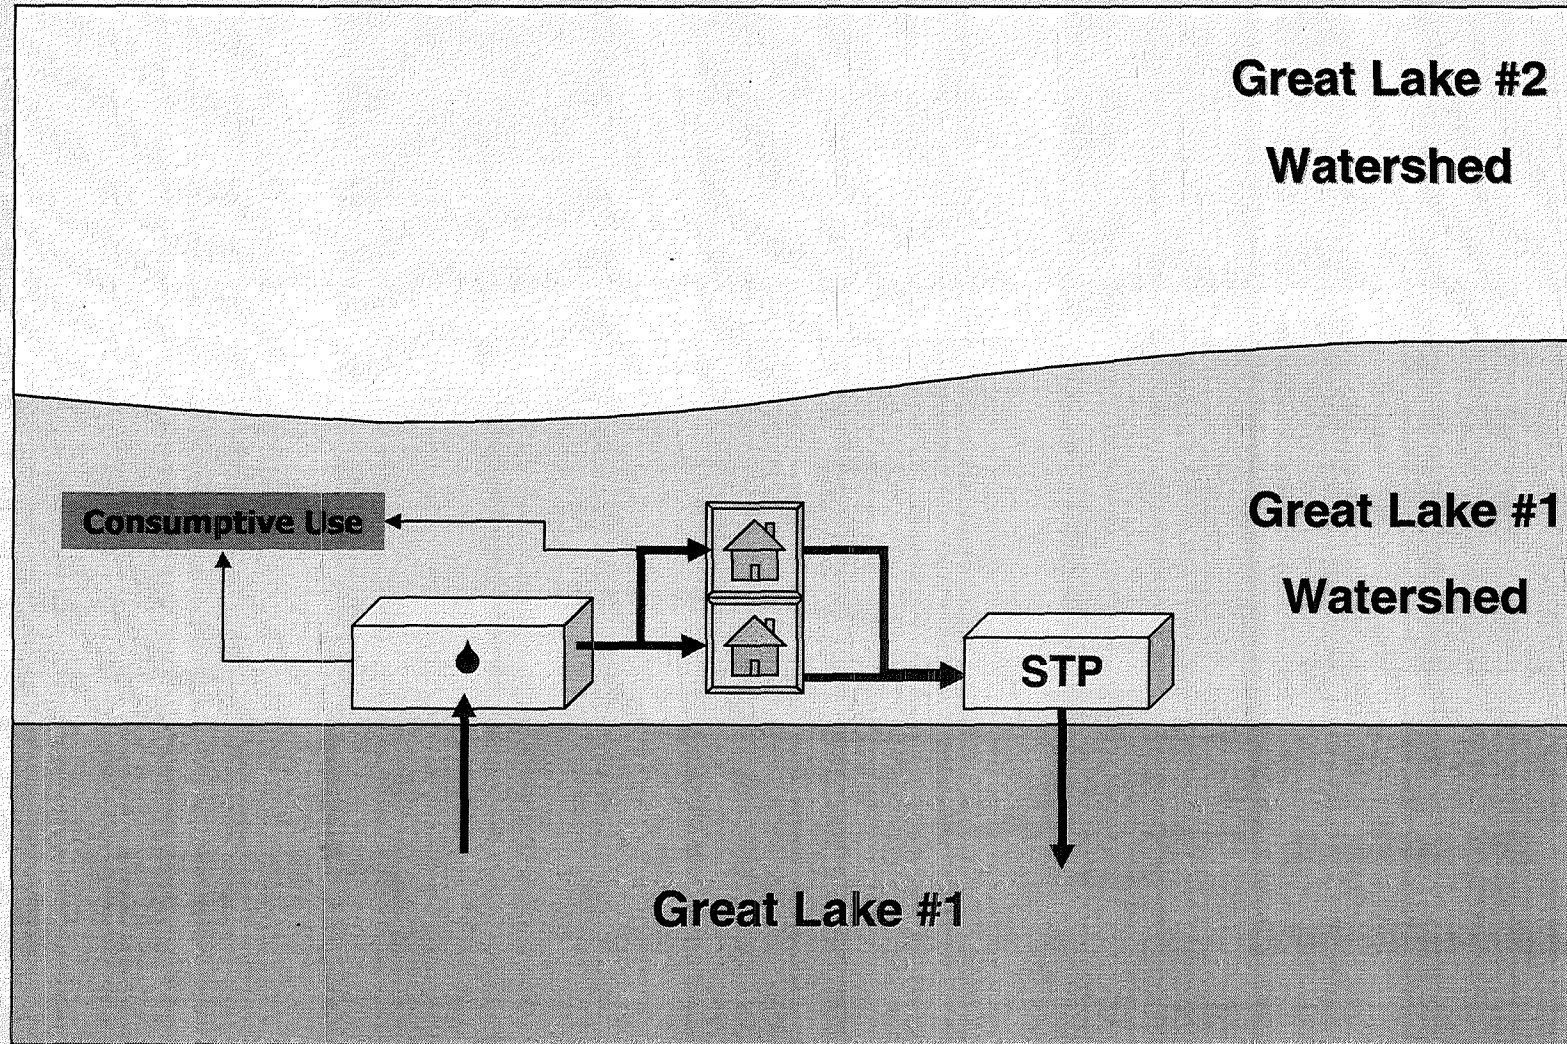 Great Lake #2
Watershed
Consumptive Use
Great Lake #1
Watershed
STP
Great Lake #1